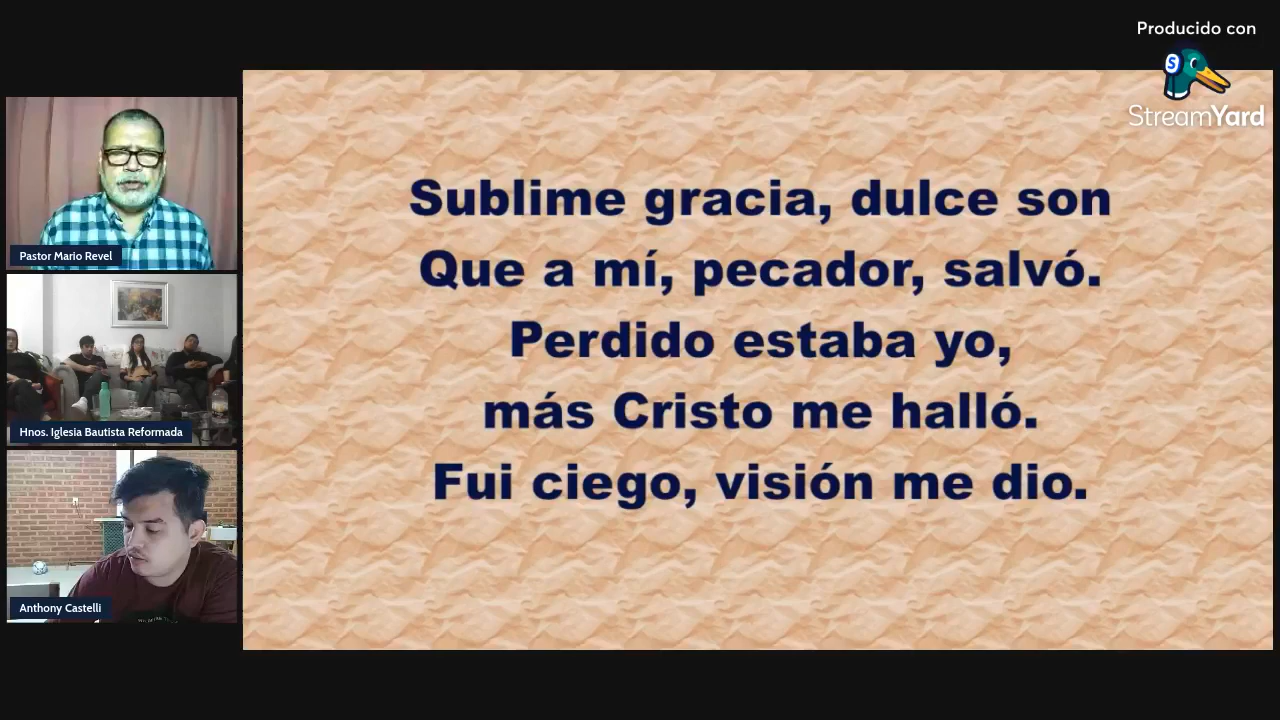 Producido con
StreamYard
Pastor Mario Revel
Hnos. Iglesia Bautista Reformada
Anthony Castelli
Sublime gracia, dulce son
Que a mí, pecador, salvó.
Perdido estaba yo,
más Cristo me halló.
Fui ciego, visión me dio.